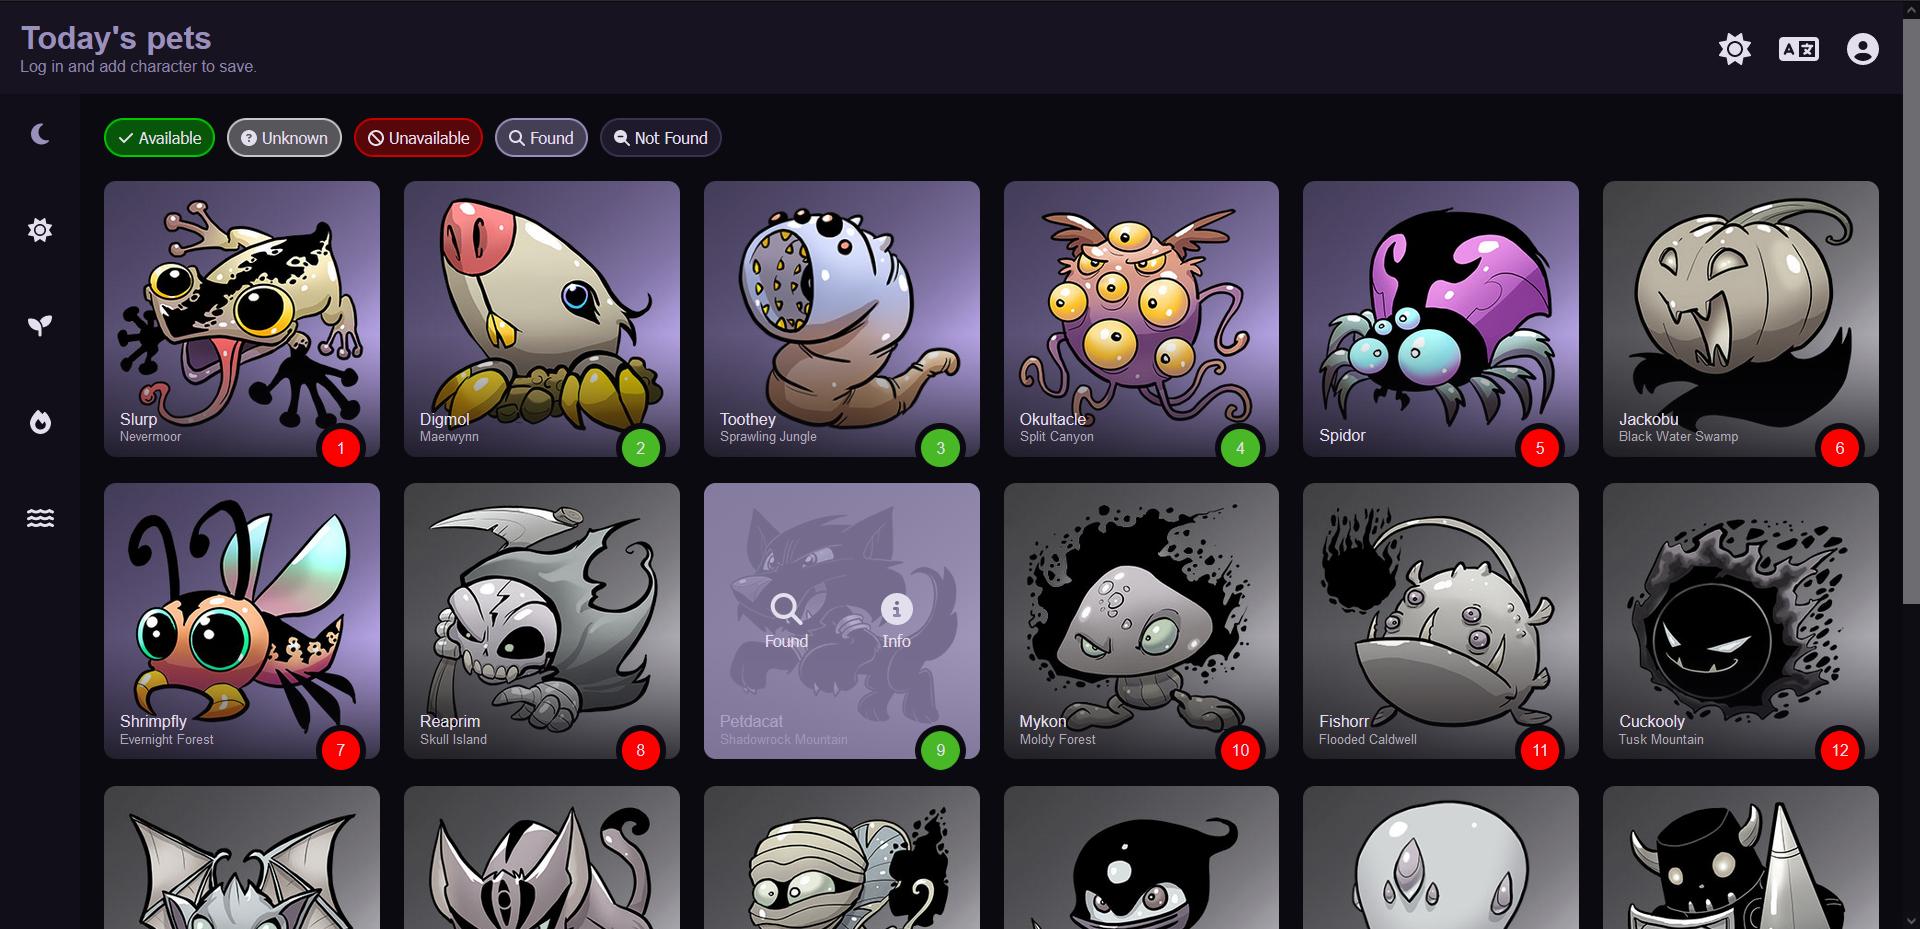 Today's pets
Log in and add character to save.
Available
Unknown
Unavailable
Found
Not Found
Slurp
Nevermoor
1
Digmol
Maerwynn
2
Toothey
Sprawling Jungle
3
Okultacle
Split Canyon
4
Spidor
5
Jackobu
Black Water Swamp
6
Shrimpfly
Evernight Forest
7
Reaprim
Skull Island
8
Found
Info
Petdacat
Shadowrock Mountain
9
Mykon
Moldy Forest
10
Fishorr
Flooded Caldwell
11
Cuckooly
Tusk Mountain
12